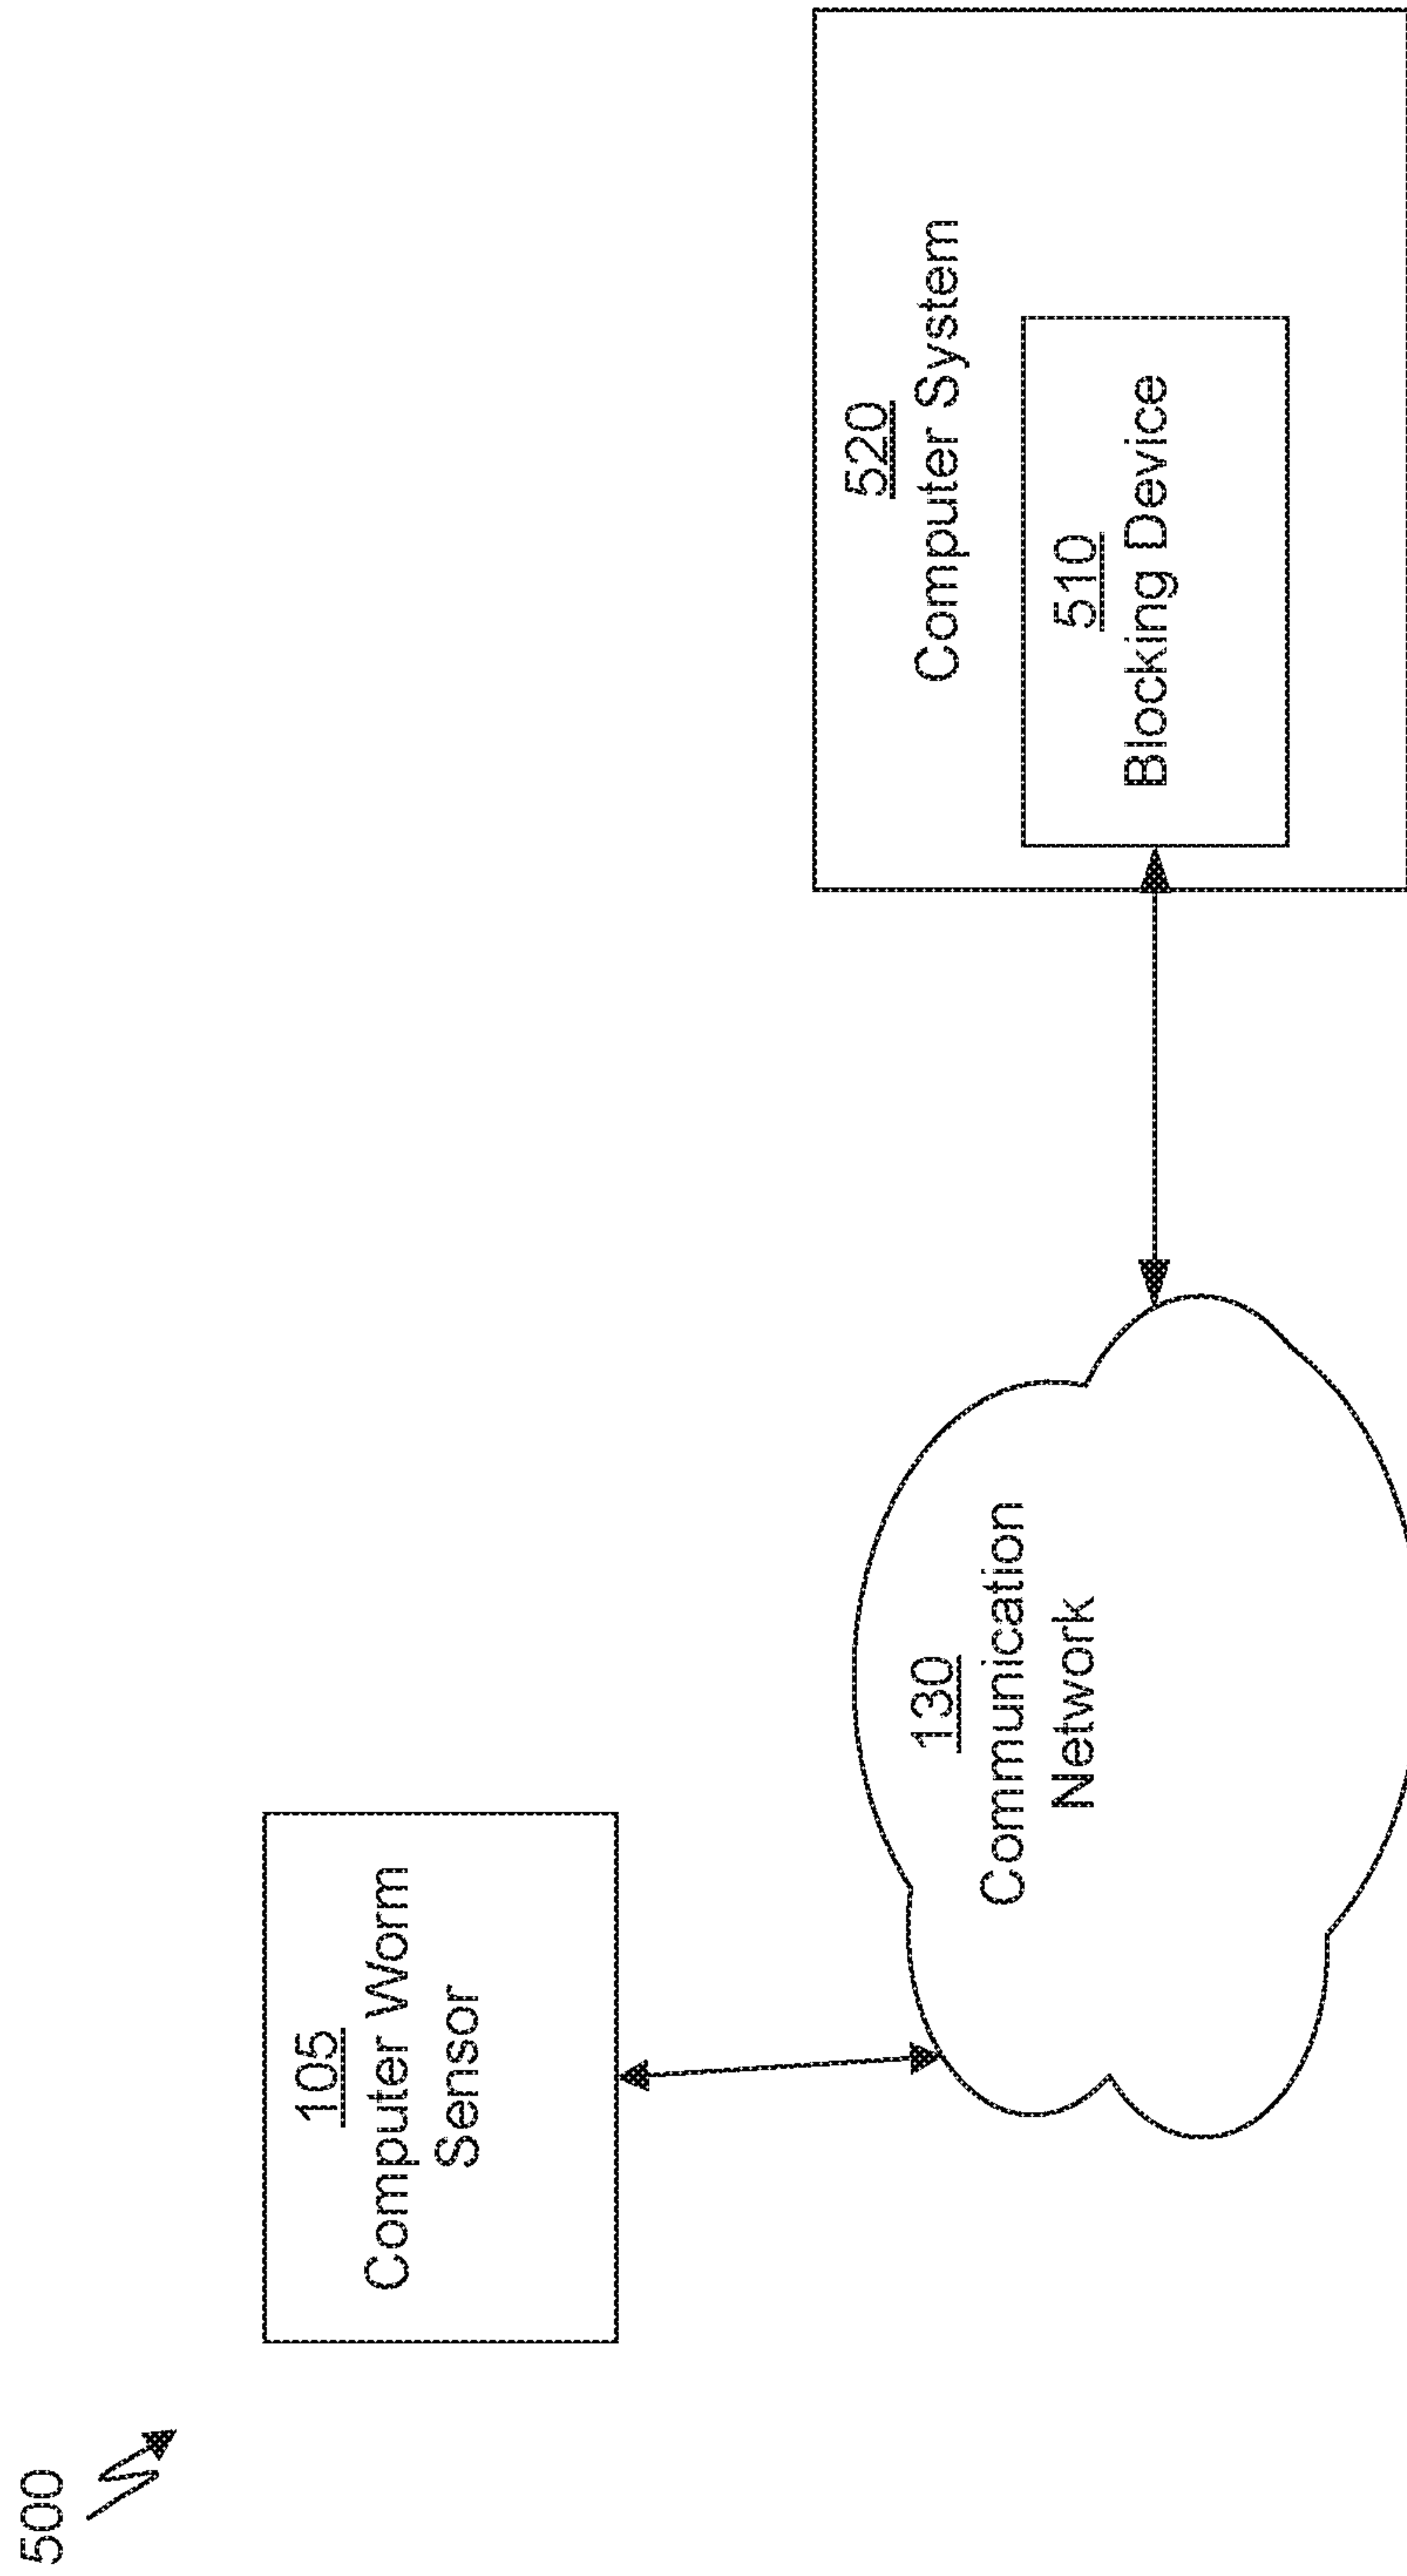 500
105
Computer Worm
Sensor
130
Communication
Network
520
Computer System
510
Blocking Device